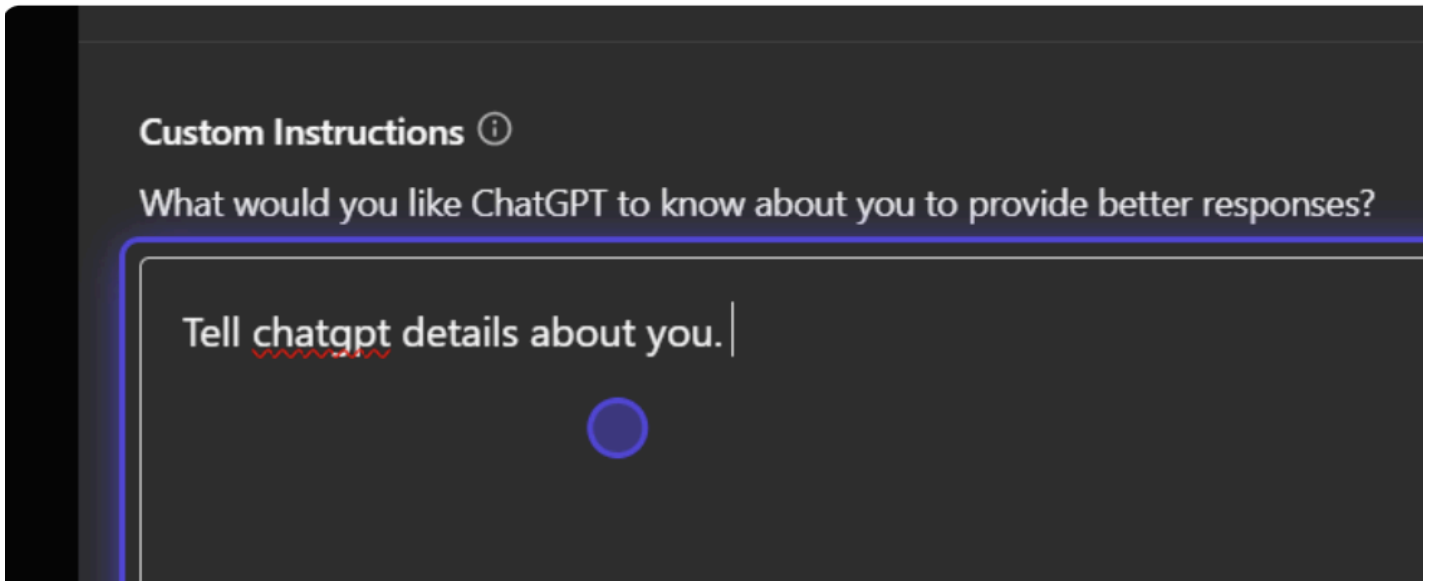 Custom Instructions
What would you like ChatGPT to know about you to provide better responses?
Tell chatgpt details about you.